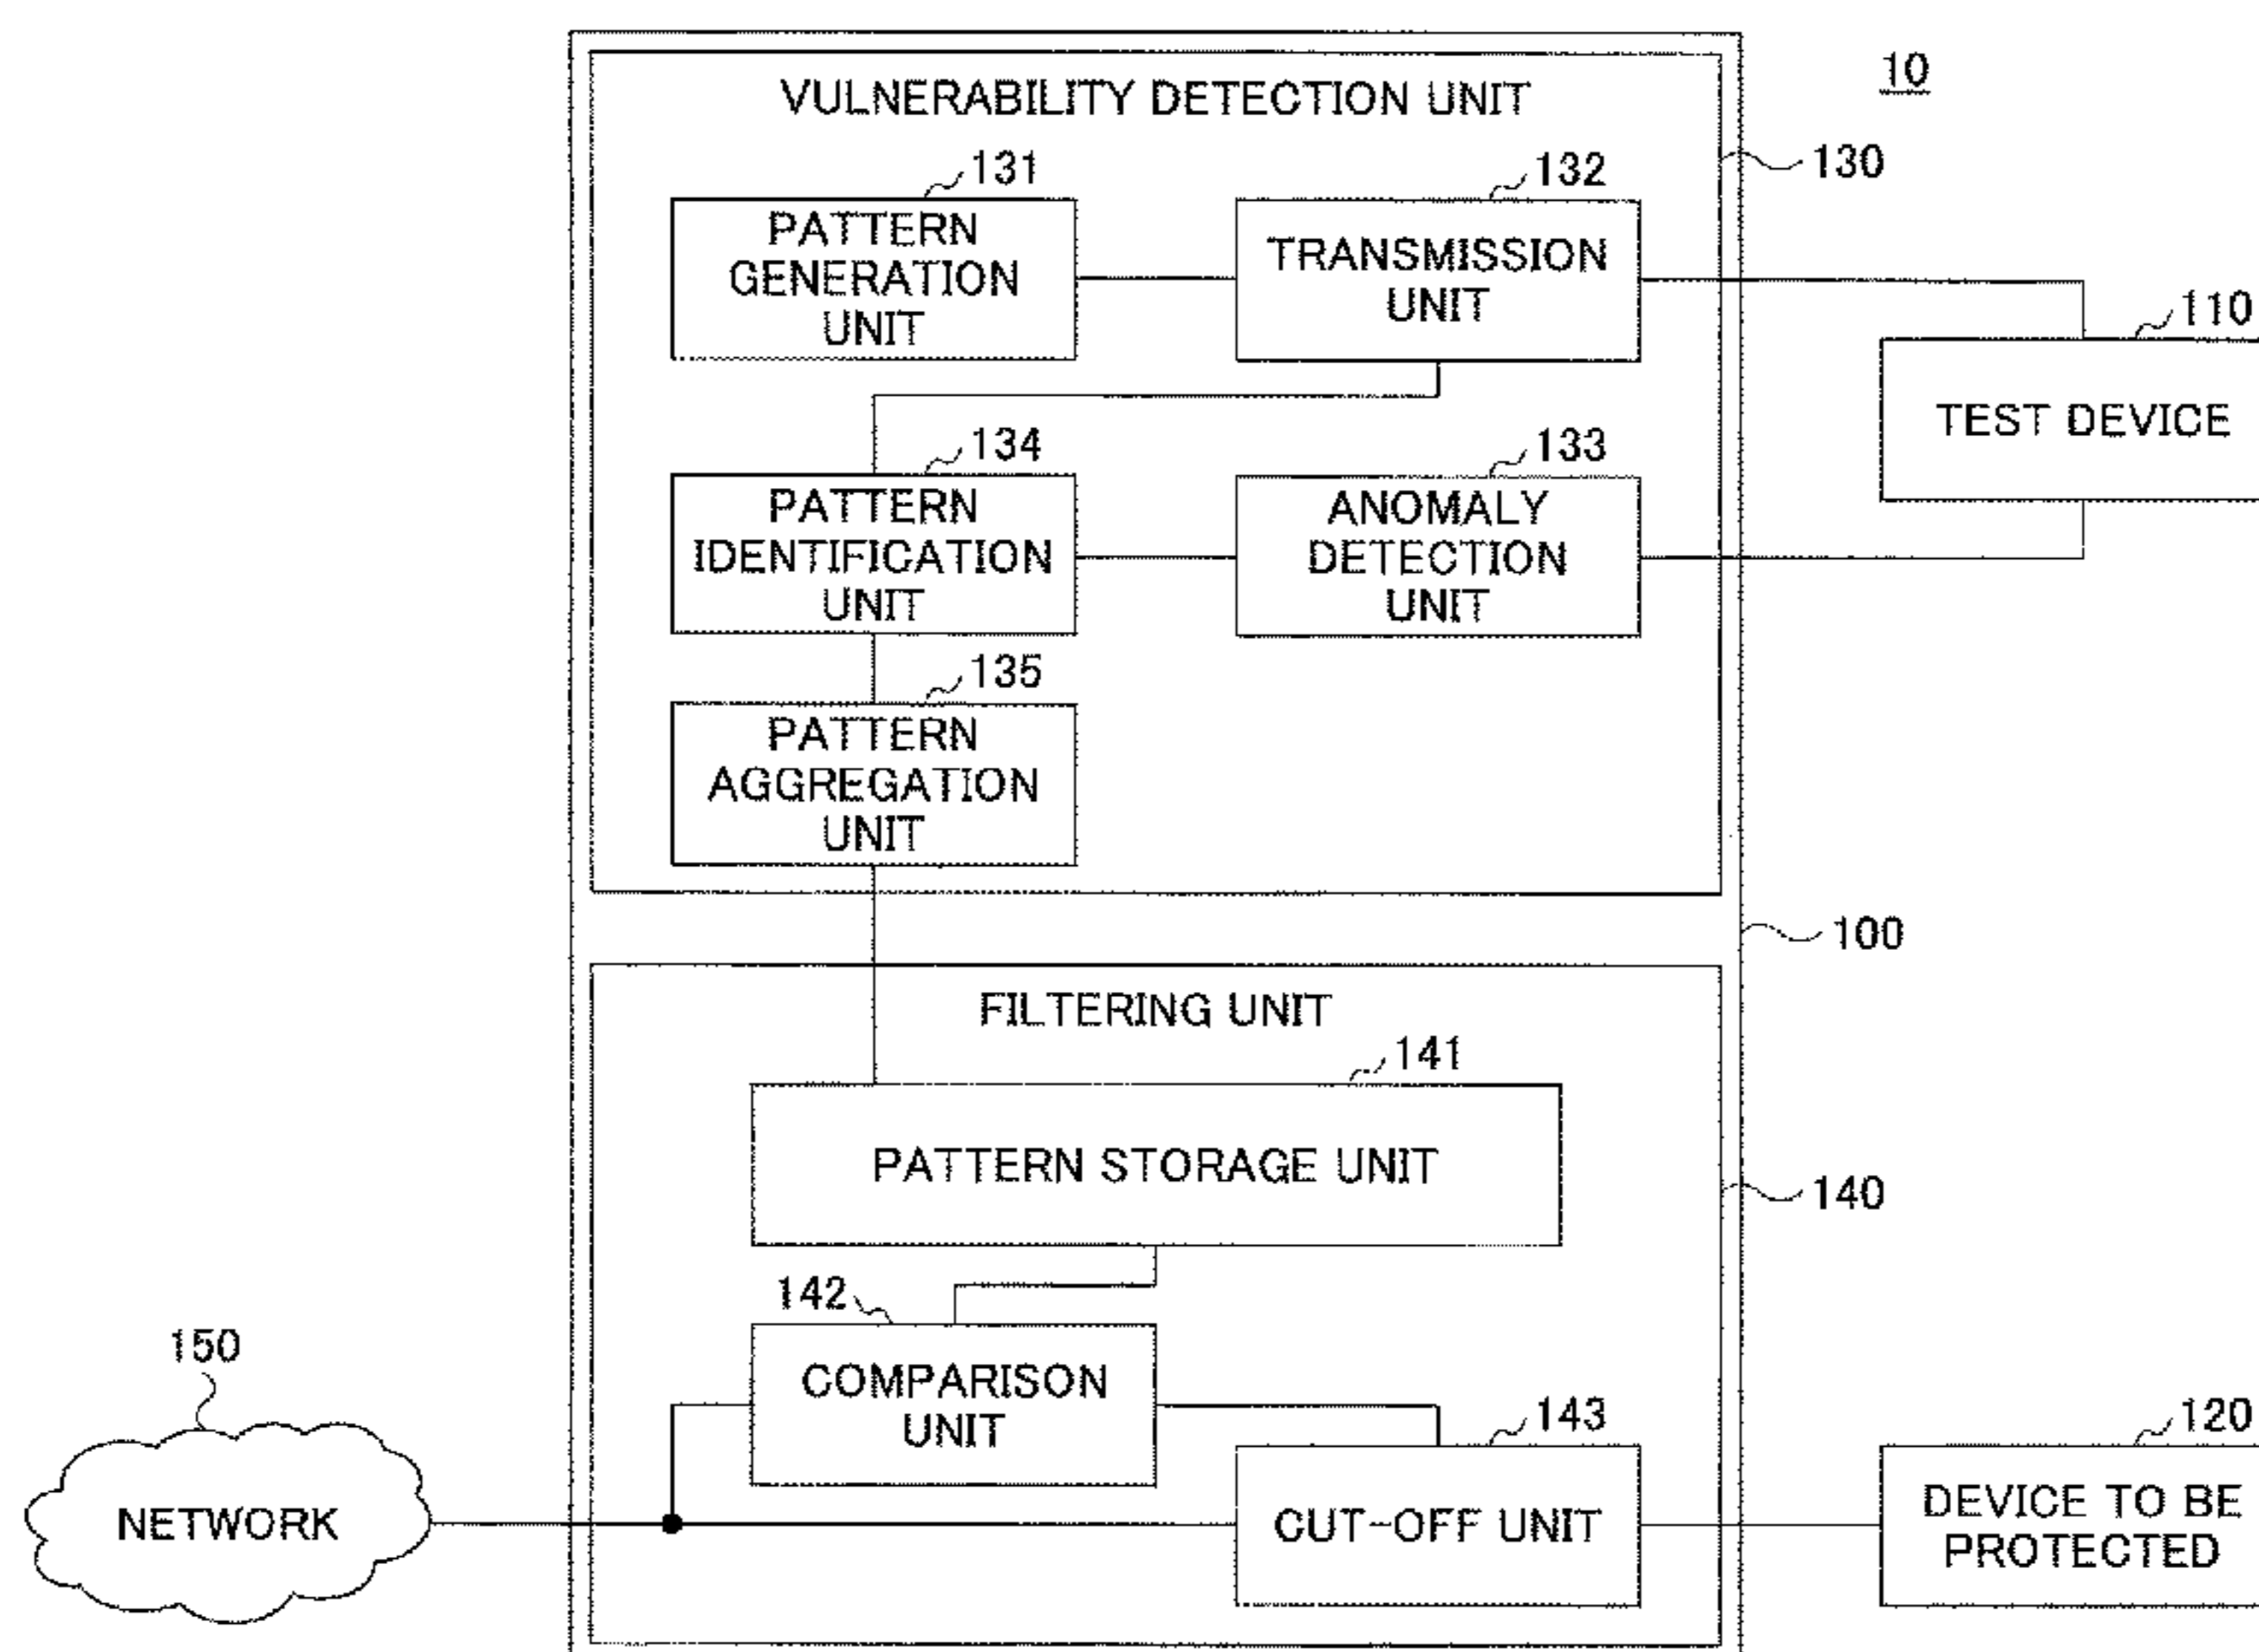 10
VULNERABILITY DETECTION UNIT
130
131
132
PATTERN
GENERATION
UNIT
TRANSMISSION
UNIT
110
TEST DEVICE
134
133
PATTERN
IDENTIFICATION
UNIT
ANOMALY
DETECTION
UNIT
135
PATTERN
AGGREGATION
UNIT
100
FILTERING UNIT
141
PATTERN STORAGE UNIT
140
142
COMPARISON
UNIT
150
NETWORK
143
CUT-OFF UNIT
120
DEVICE TO BE
PROTECTED